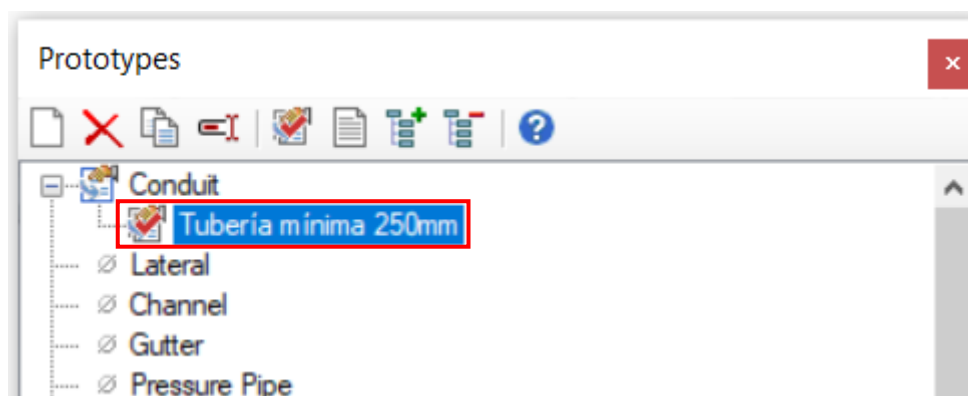 Prototypes
Conduit
Tubería mínima 250mm
Lateral
Channel
Gutter
Pressure Pipe